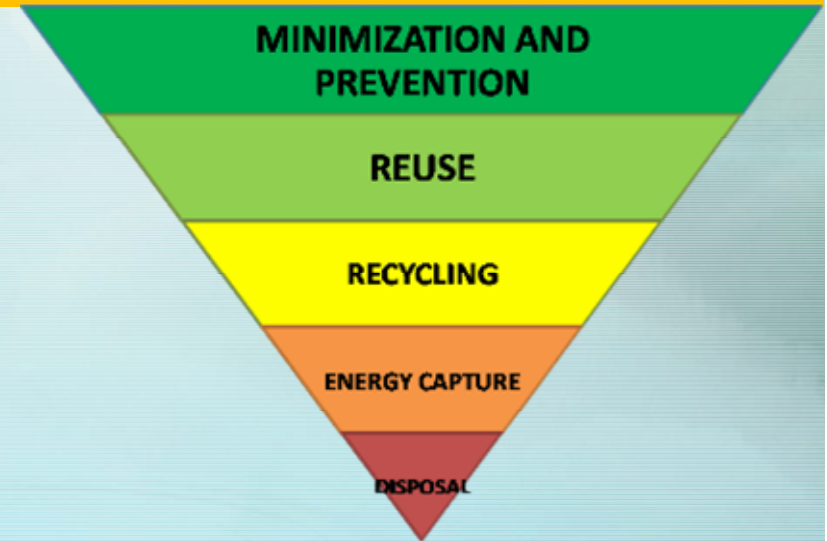 MINIMIZATION AND
PREVENTION
REUSE
RECYCLING
ENERGY CAPTURE
DISPOSAL